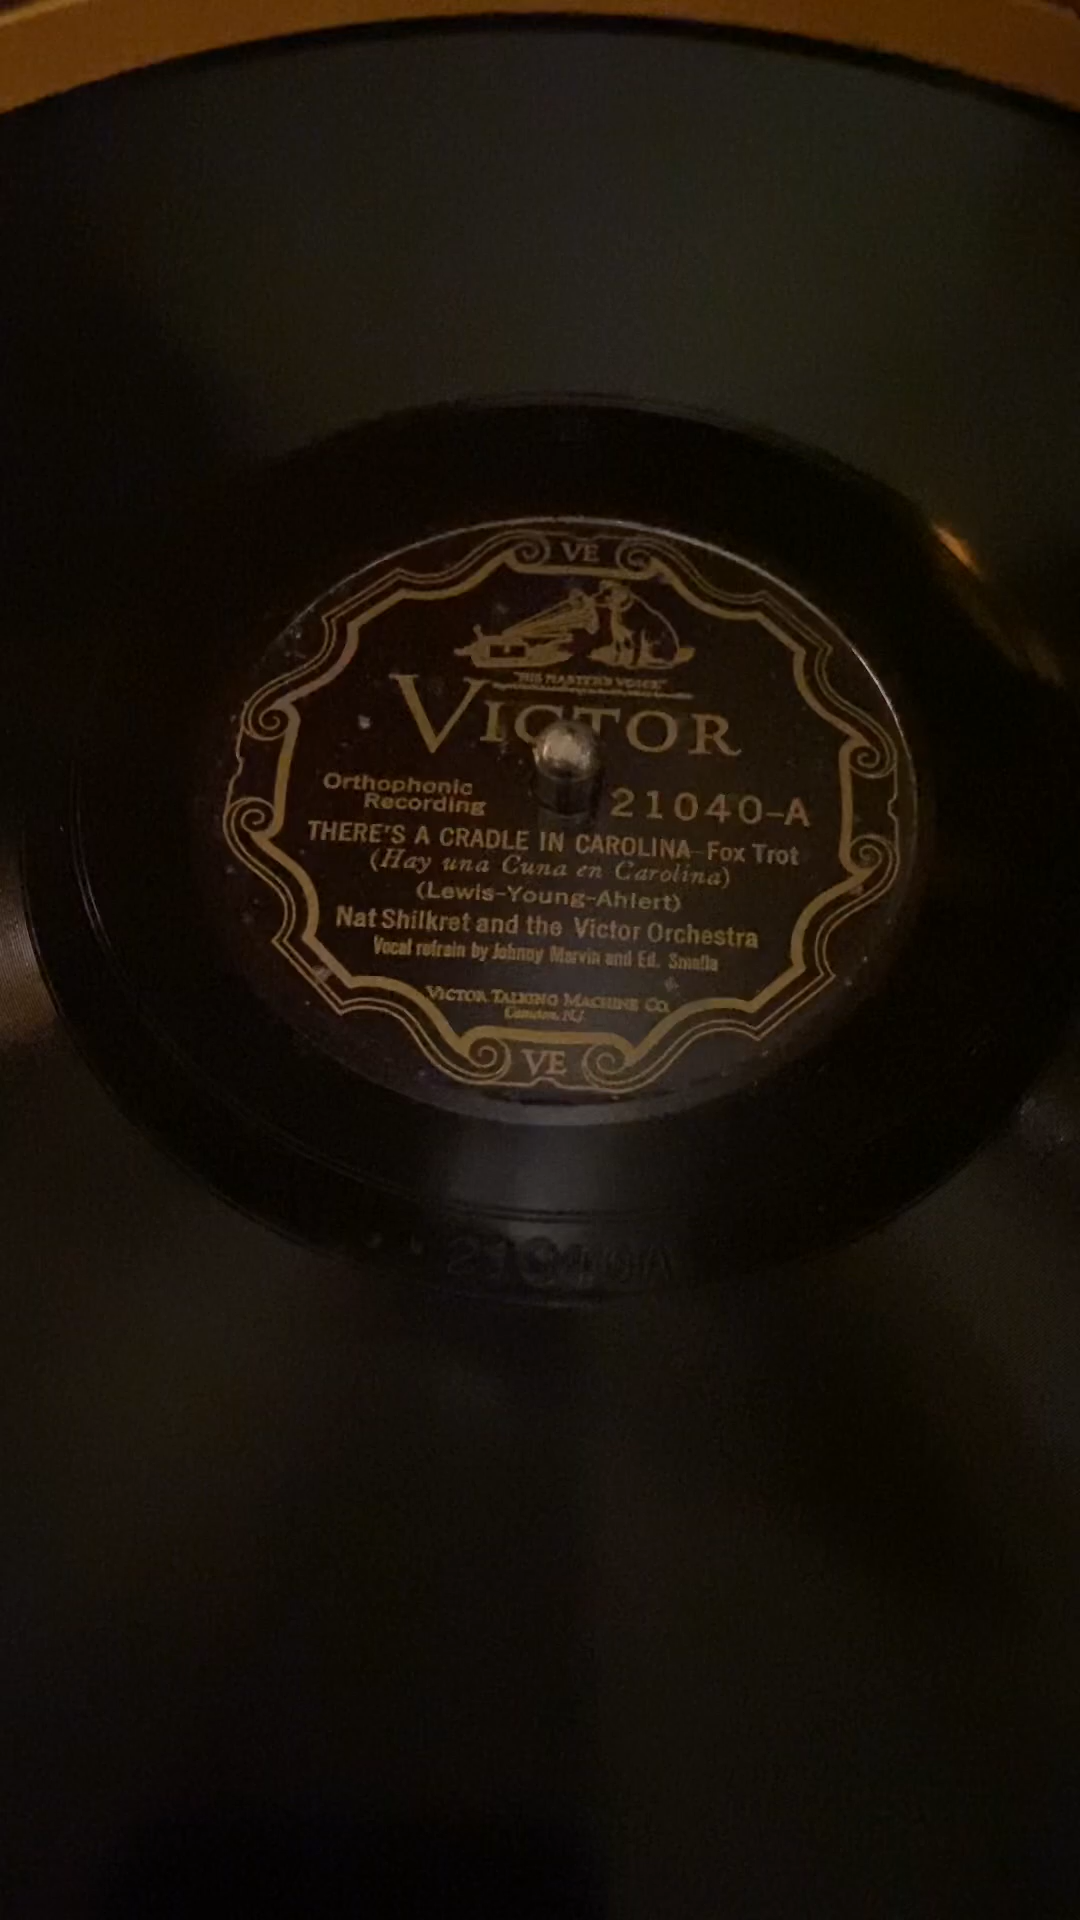 VE
"HIS MASTER'S VOICE"
VICTOR
Orthophonic
Recording
21040-A
THERE'S A CRADLE IN CAROLINA-Fox Trot
(Hay una Cuna en Carolina)
(Lewis-Young-Ahlert)
Nat Shilkret and the Victor Orchestra
Vocal refrain by Johnny Marvin and Ed. Smalle
VICTOR TALKING MACHINE CO.
Camden, N.J.
VE